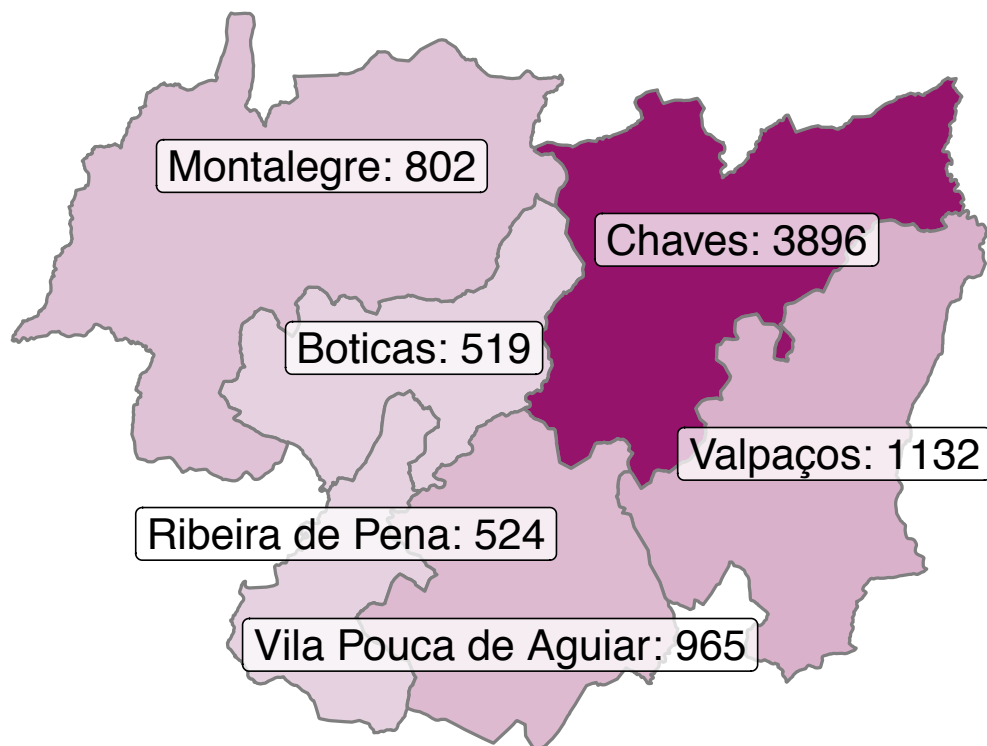 Montalegre: 802
Chaves: 3896
Boticas: 519
Valpaços: 1132
Ribeira de Pena: 524
Vila Pouca de Aguiar: 965